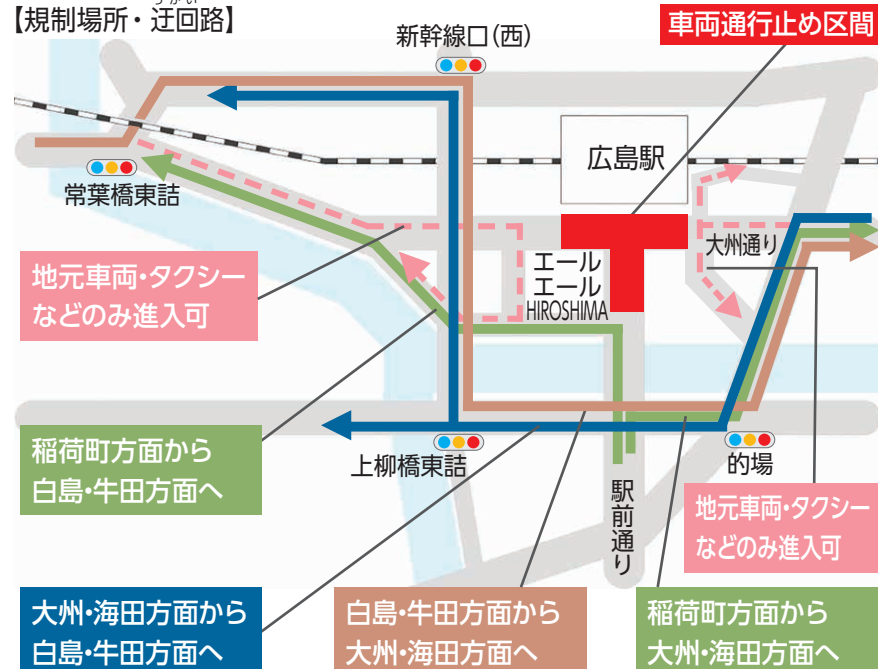 うかい
【規制場所・迂回路】
新幹線口(西)
車両通行止め区間
広島駅
常葉橋東詰
大州通り
エール
エール
HIROSHIMA
地元車両・タクシー
などのみ進入可
稲荷町方面から
白島・牛田方面へ
上柳橋東詰
的場
駅前通り
地元車両・タクシー
などのみ進入可
大州・海田方面から
白島・牛田方面へ
白島・牛田方面から
大州・海田方面へ
稲荷町方面から
大州・海田方面へ